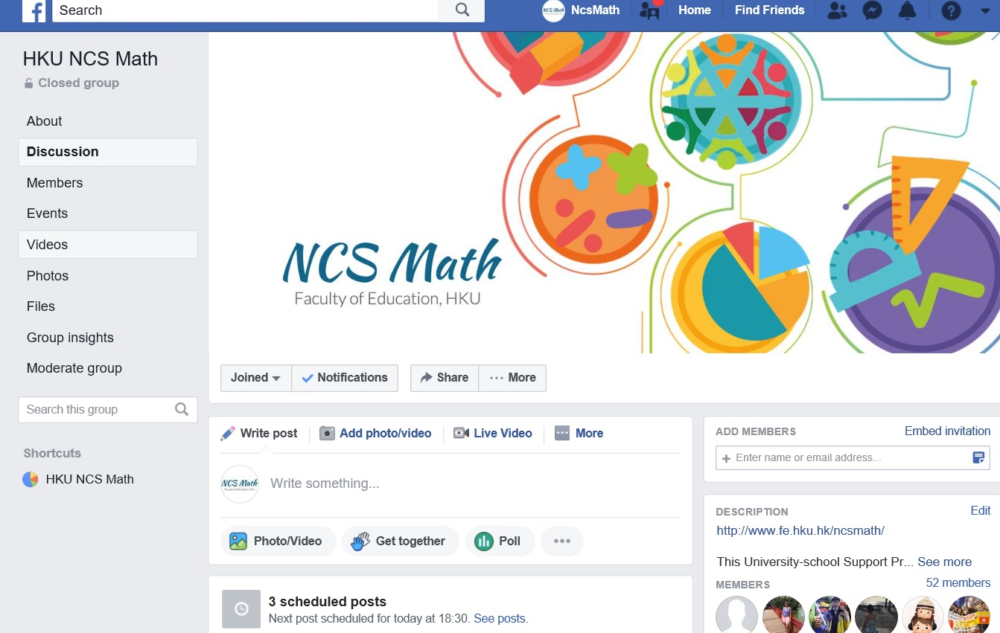 Search
NcsMath
Home
Find Friends
HKU NCS Math
Closed group
About
Discussion
Members
Events
Videos
Photos
Files
Group insights
Moderate group
Search this group
Shortcuts
HKU NCS Math
NCS Math
Faculty of Education, HKU
Joined
Notifications
Share
More
Write post
Add photo/video
Live Video
More
NCS Math
Write something...
Photo/Video
Get together
Poll
3 scheduled posts
Next post scheduled for today at 18:30. See posts.
ADD MEMBERS
Embed invitation
Enter name or email address...
DESCRIPTION
Edit
http://www.fe.hku.hk/ncsmath/
This University-school Support Pr... See more
MEMBERS
52 members